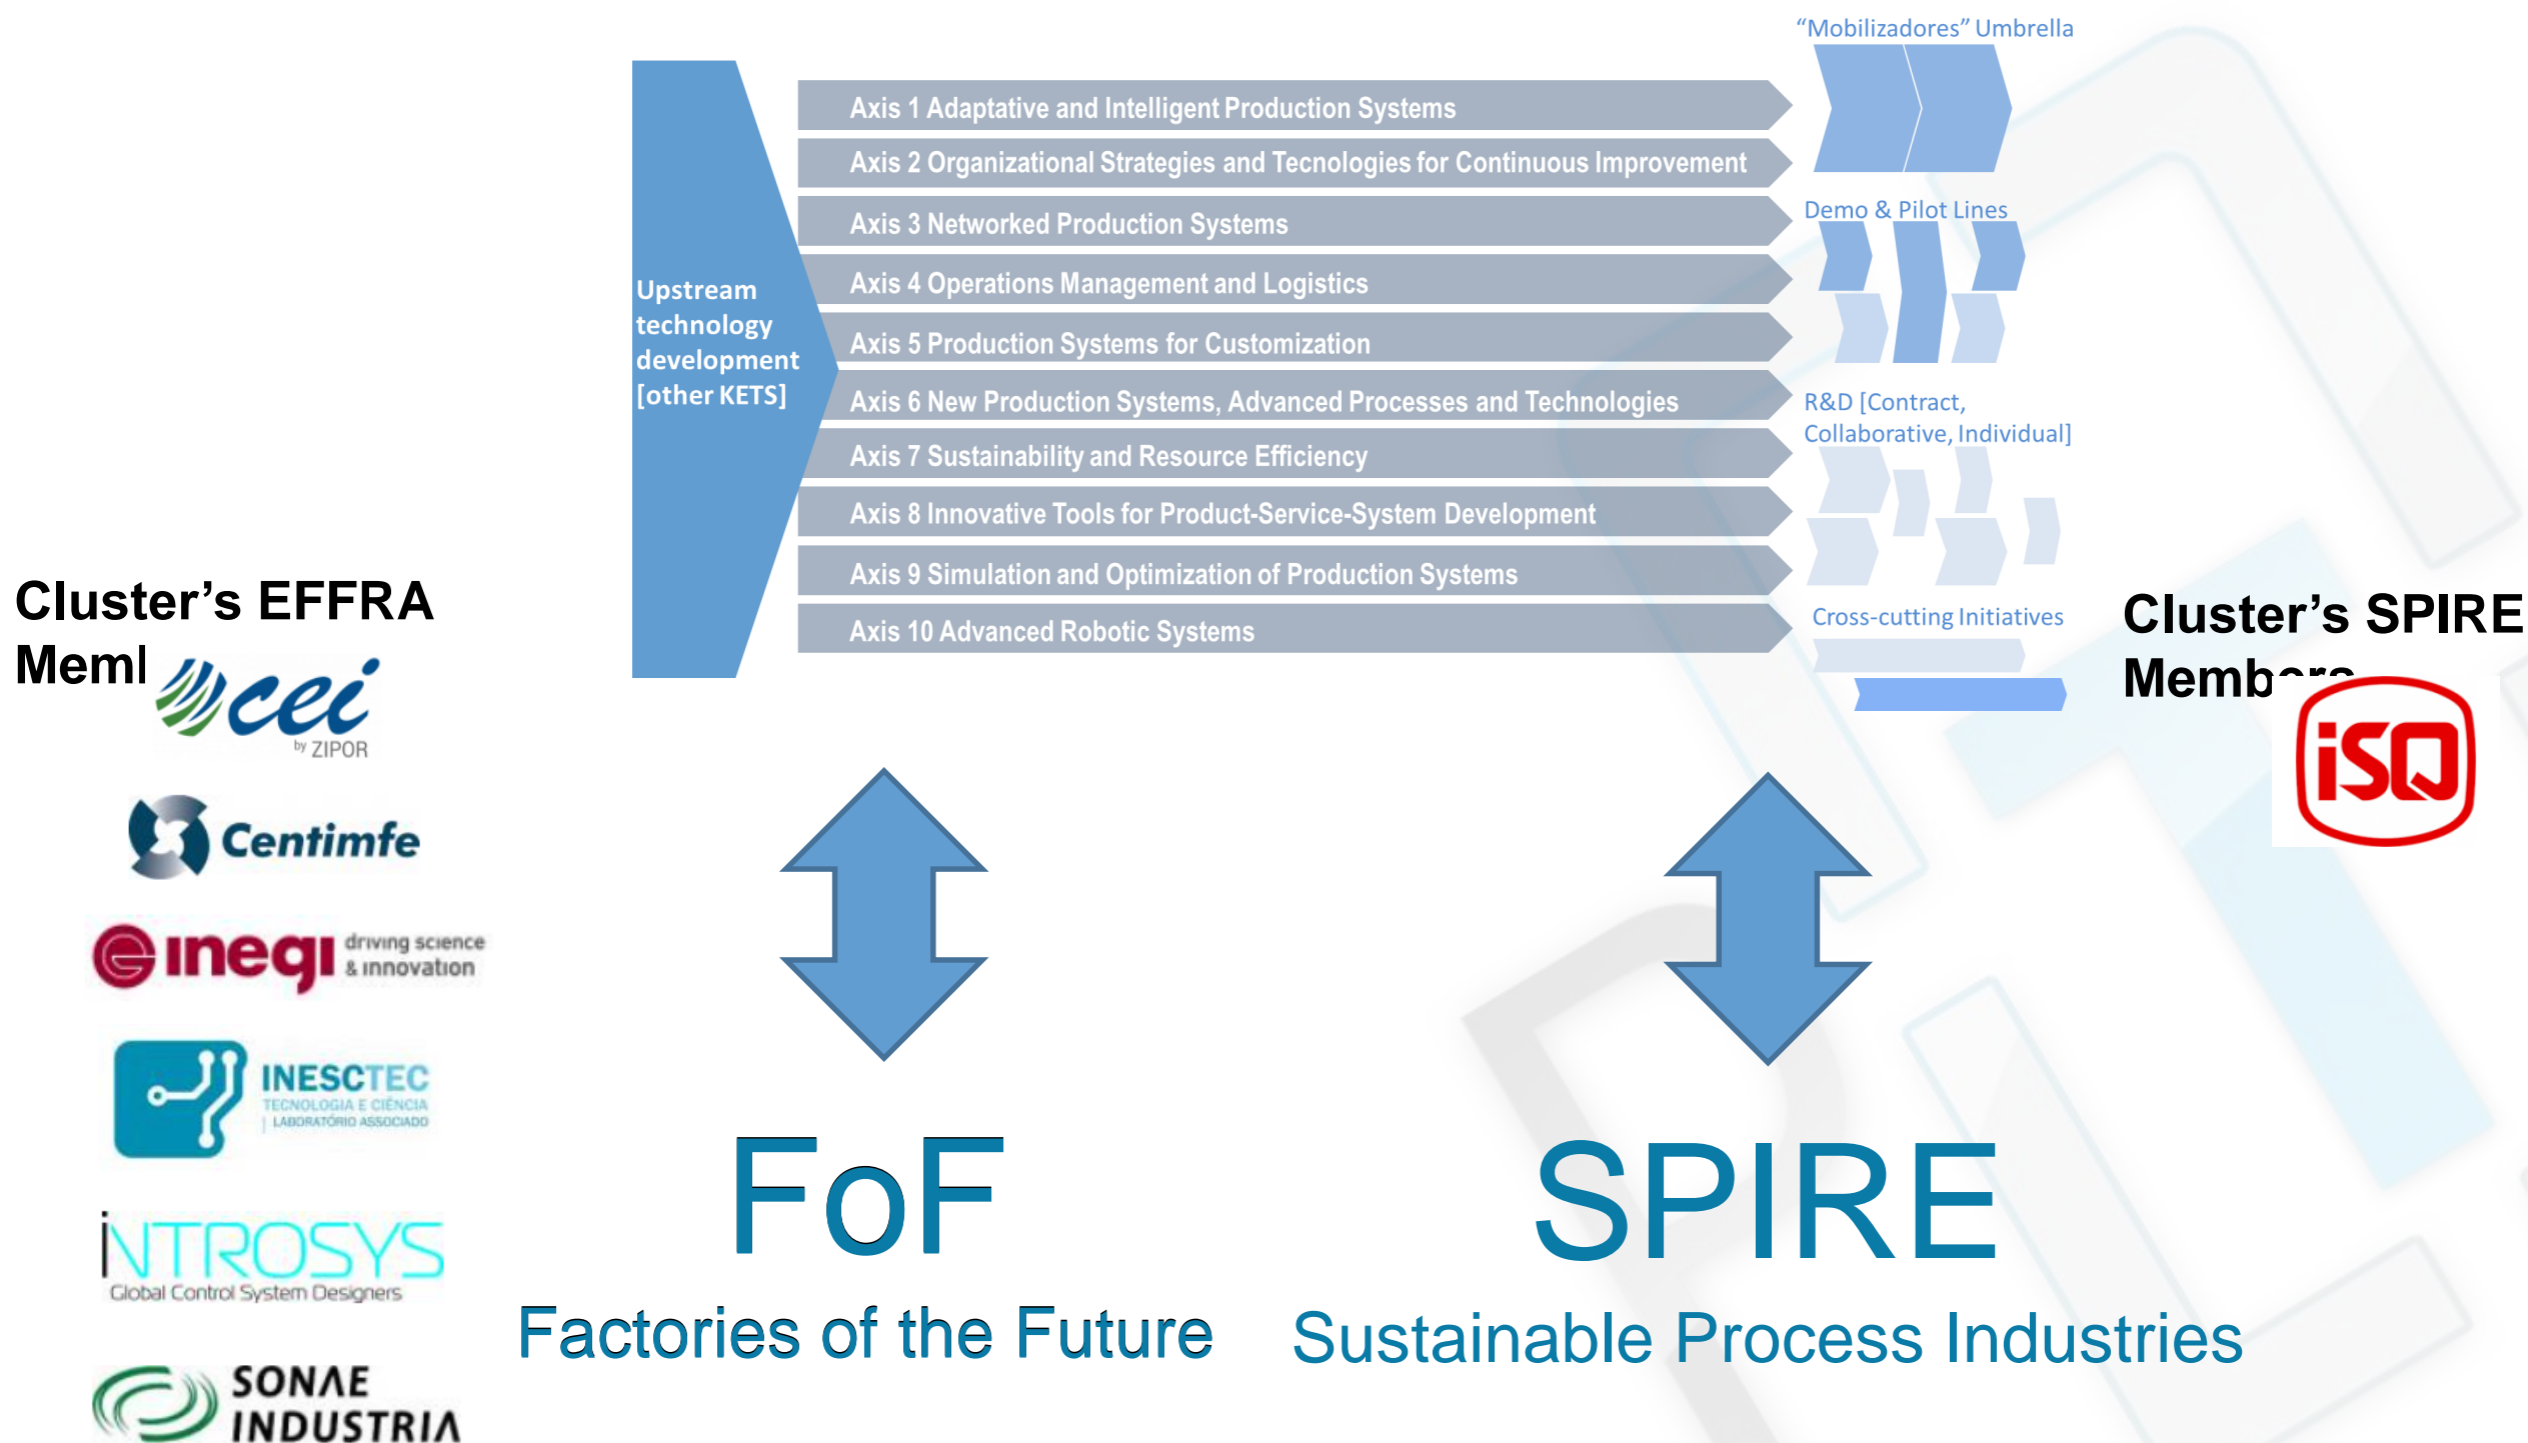 “Mobilizadores” Umbrella
Axis 1 Adaptative and Intelligent Production Systems
Axis 2 Organizational Strategies and Tecnologies for Continuous Improvement
Axis 3 Networked Production Systems
Axis 4 Operations Management and Logistics
Axis 5 Production Systems for Customization
Axis 6 New Production Systems, Advanced Processes and Technologies
Axis 7 Sustainability and Resource Efficiency
Axis 8 Innovative Tools for Product-Service-System Development
Axis 9 Simulation and Optimization of Production Systems
Axis 10 Advanced Robotic Systems
Upstream
technology
development
[other KETS]
Demo & Pilot Lines
R&D [Contract,
Collaborative, Individual]
Cross-cutting Initiatives
Cluster’s EFFRA
cei
by ZIPOR
Centimfe
inegi driving science
& innovation
INESCTEC
TECNOLOGIA E CIÊNCIA
LABORATÓRIO ASSOCIADO
iNTROSYS
Global Control System Designers
SONAE
INDUSTRIA
Cluster’s SPIRE
Members
iSQ
FoF
Factories of the Future
SPIRE
Sustainable Process Industries